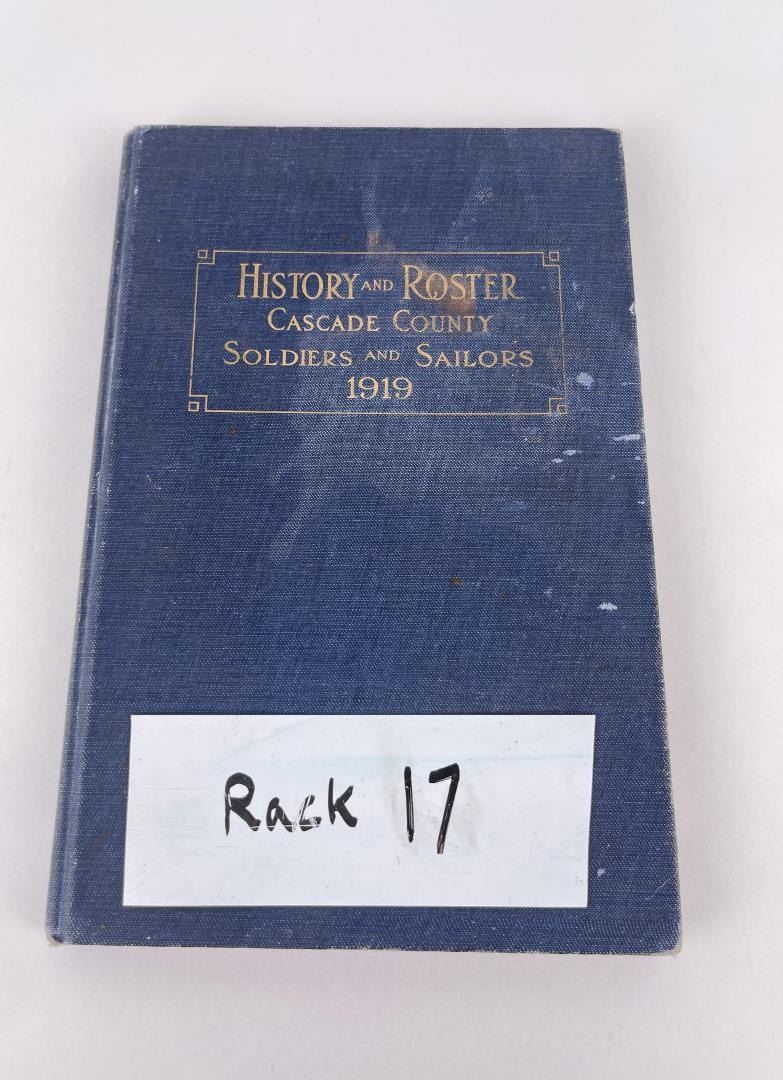 HISTORY AND ROSTER
CASCADE COUNTY
SOLDIERS AND SAILORS
1919
Rack 17